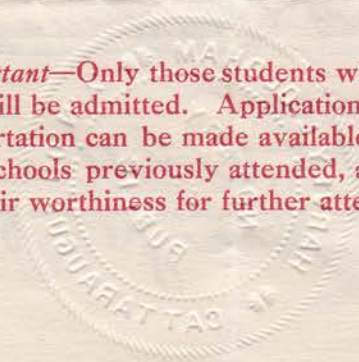 tant—Only those students w
ill be admitted. Application
rtation can be made available
chools previously attended, a
ir worthiness for further atte